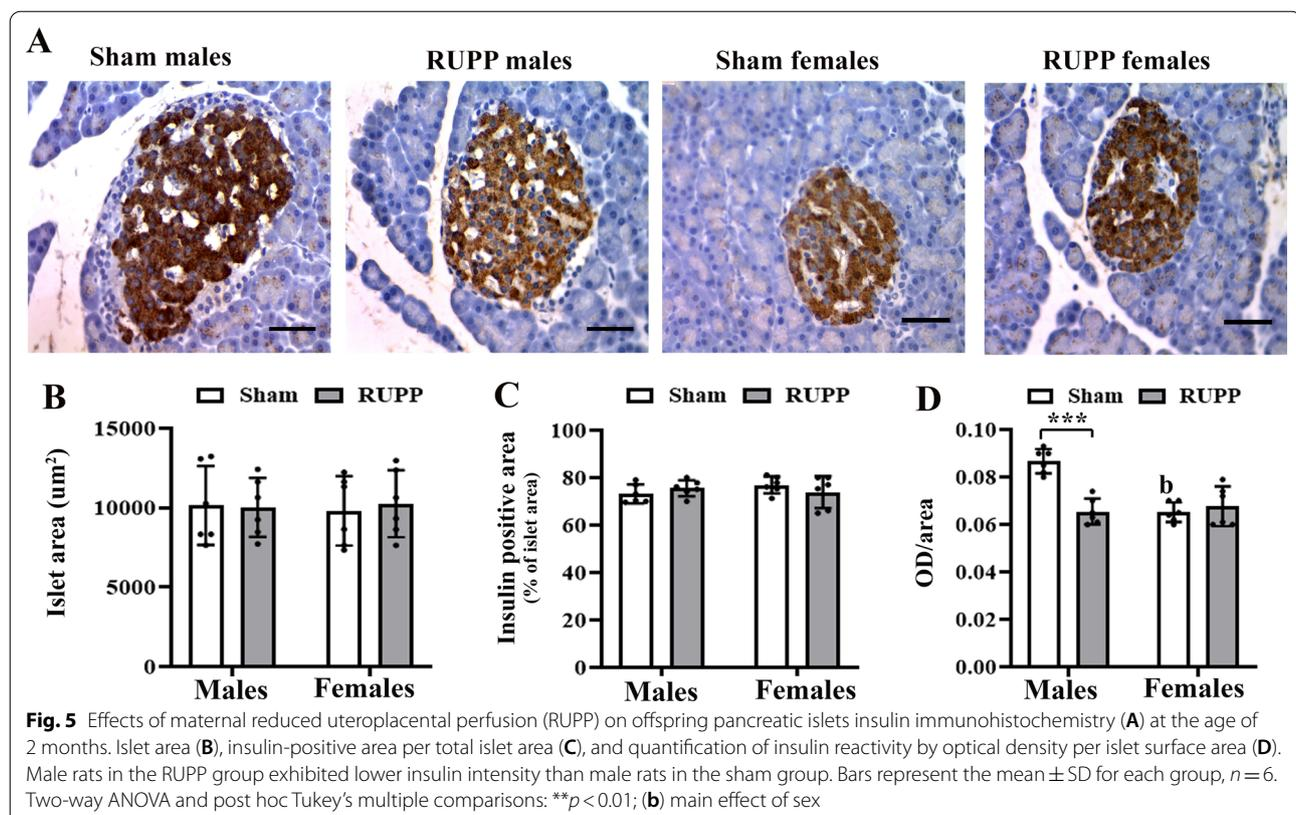 A
Sham males
RUPP males
Sham females
RUPP females
B
Sham
RUPP
Islet area (um²)
15000
10000
5000
0
Males
Females
C
Sham
RUPP
Insulin positive area
(% of islet area)
100
80
60
40
20
0
Males
Females
D
Sham
RUPP
OD/area
0.10
0.08
0.06
0.04
0.02
0.00
***
b
Males
Females
Fig. 5 Effects of maternal reduced uteroplacental perfusion (RUPP) on offspring pancreatic islets insulin immunohistochemistry (A) at the age of
2 months. Islet area (B), insulin-positive area per total islet area (C), and quantification of insulin reactivity by optical density per islet surface area (D).
Male rats in the RUPP group exhibited lower insulin intensity than male rats in the sham group. Bars represent the mean ± SD for each group, n = 6.
Two-way ANOVA and post hoc Tukey's multiple comparisons: **p < 0.01; (b) main effect of sex